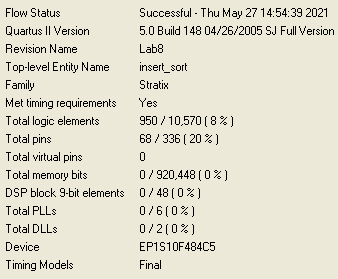 Flow Status Successful - Thu May 27 14:54:39 2021
Quartus II Version 5.0 Build 148 04/26/2005 SJ Full Version
Revision Name Lab8
Top-level Entity Name insert_sort
Family Stratix
Met timing requirements Yes
Total logic elements 950 / 10,570 ( 8 % )
Total pins 68 / 336 ( 20 % )
Total virtual pins 0
Total memory bits 0 / 920,448 ( 0 % )
DSP block 9-bit elements 0 / 48 ( 0 % )
Total PLLs 0 / 6 ( 0 % )
Total DLLs 0 / 2 ( 0 % )
Device EP1S10F484C5
Timing Models Final